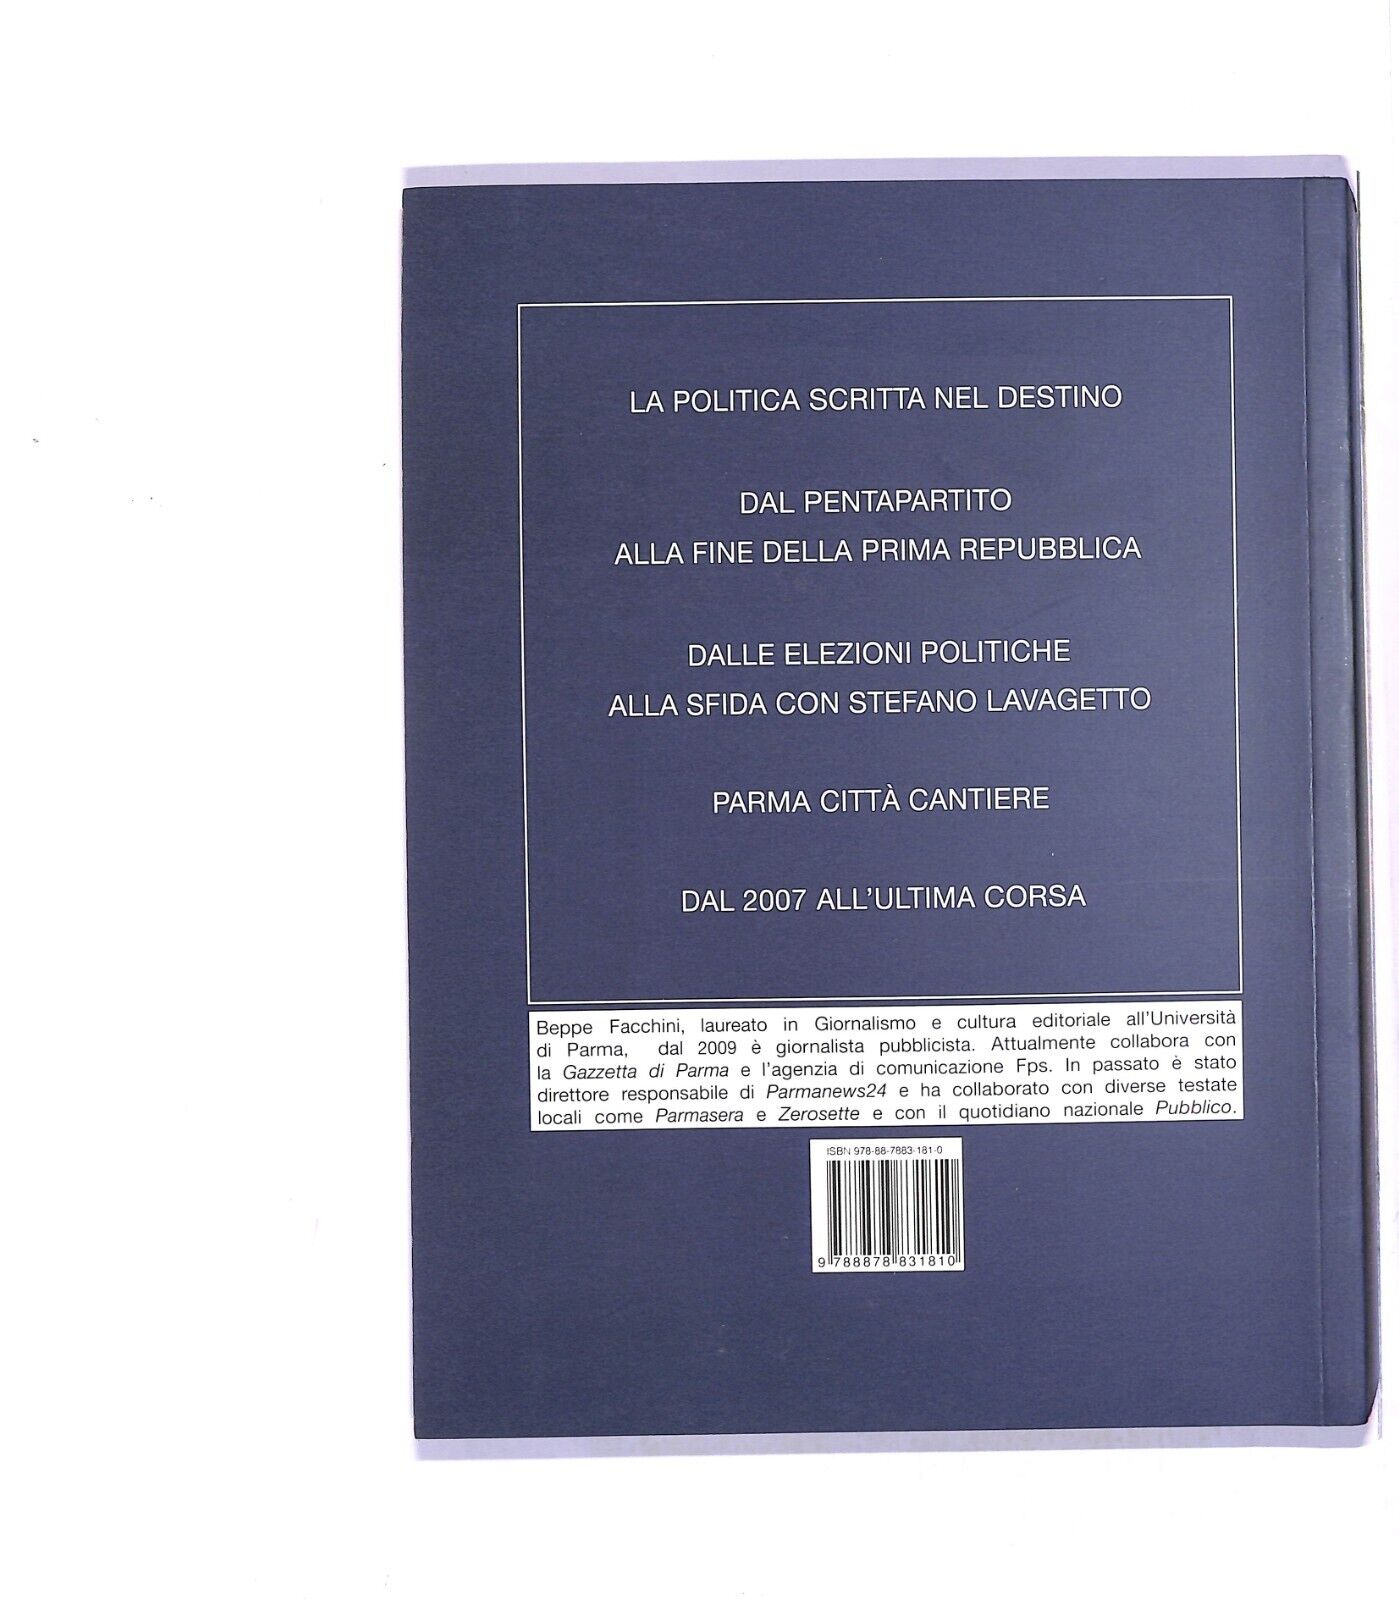 LA POLITICA SCRITTA NEL DESTINO
DAL PENTAPARTITO
ALLA FINE DELLA PRIMA REPUBBLICA
DALLE ELEZIONI POLITICHE
ALLA SFIDA CON STEFANO LAVAGETTO
PARMA CITTÀ CANTIERE
DAL 2007 ALL'ULTIMA CORSA
Beppe Facchini, laureato in Giornalismo e cultura editoriale all'Università
di Parma, dal 2009 è giornalista pubblicista. Attualmente collabora con
la Gazzetta di Parma e l'agenzia di comunicazione Fps. In passato è stato
direttore responsabile di Parmanews24 e ha collaborato con diverse testate
locali come Parmasera e Zerosette e con il quotidiano nazionale Pubblico.
ISBN 978-88-7883-181-0
9 788878 831810